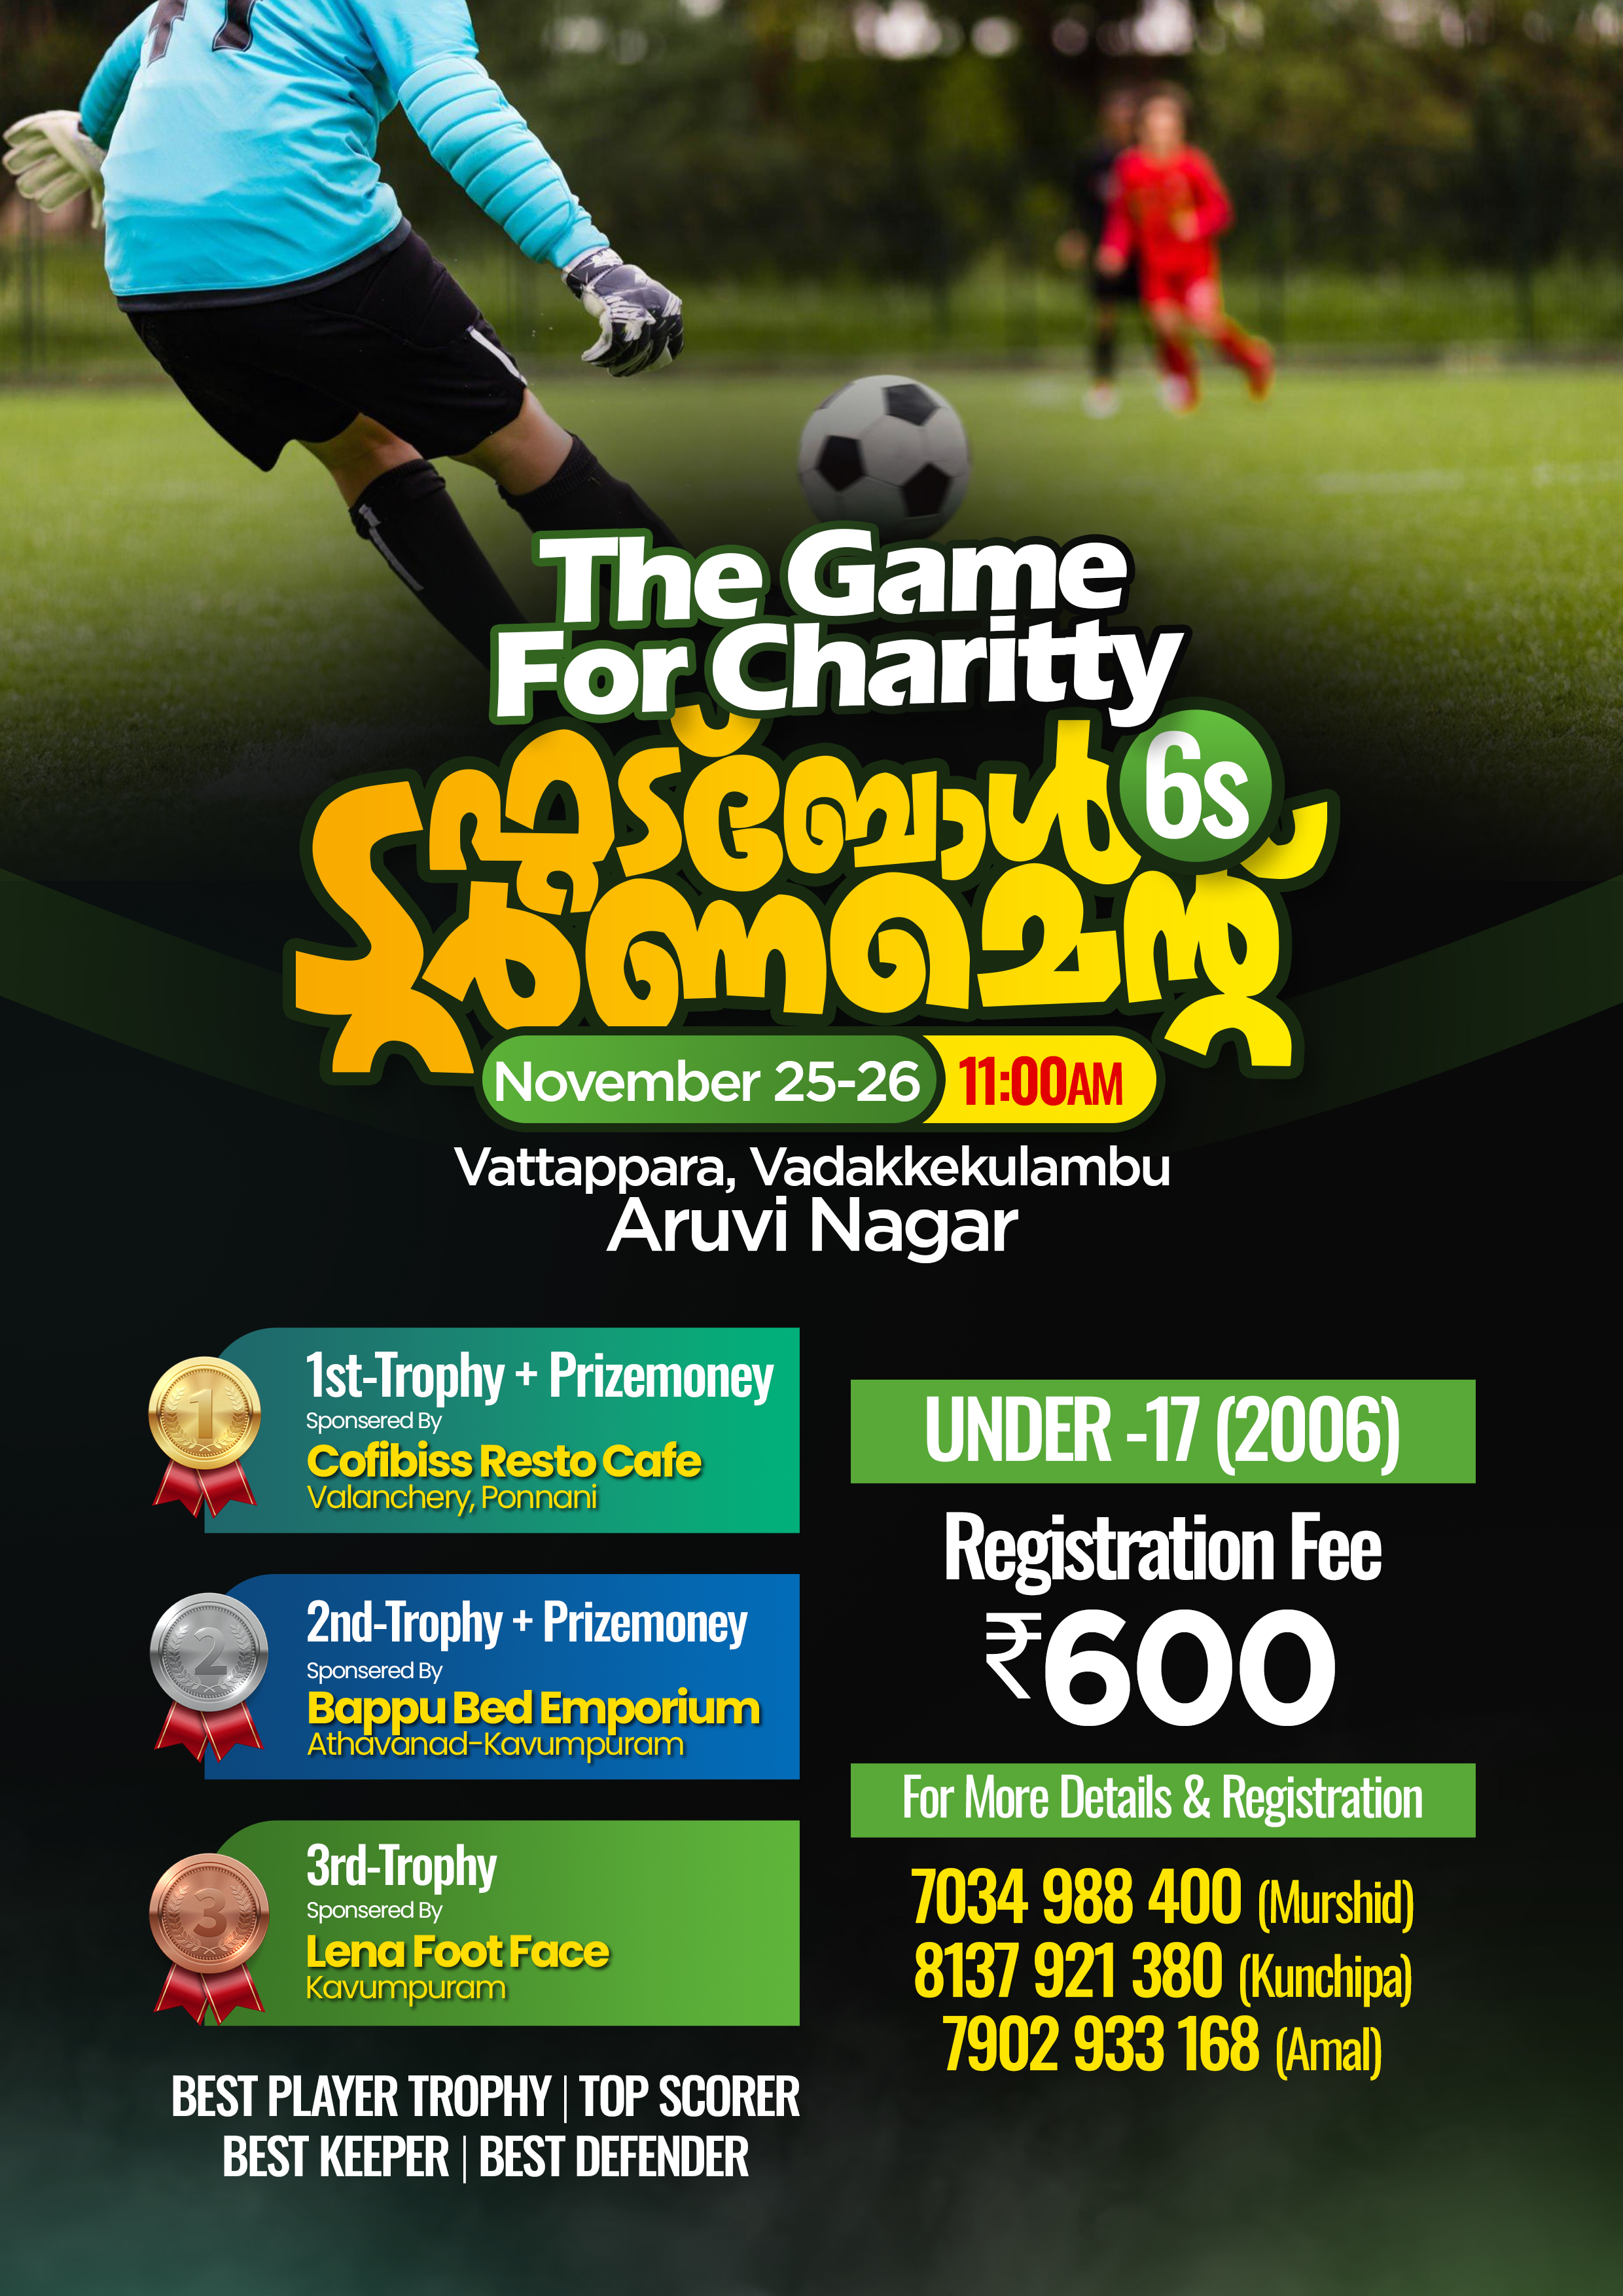 The Game
For Charitty
ഫുട്ബോൾ 6s
ടൂർണമെന്റ്
November 25-26 11:00AM
Vattappara, Vadakkekulambu
Aruvi Nagar
1st-Trophy + Prizemoney
Sponsered By
Cofibiss Resto Cafe
Valanchery, Ponnani
2nd-Trophy + Prizemoney
Sponsered By
Bappu Bed Emporium
Athavanad-Kavumpuram
3rd-Trophy
Sponsered By
Lena Foot Face
Kavumpuram
BEST PLAYER TROPHY | TOP SCORER
BEST KEEPER | BEST DEFENDER
UNDER -17 (2006)
Registration Fee
₹600
For More Details & Registration
7034 988 400 (Murshid)
8137 921 380 (Kunchipa)
7902 933 168 (Amal)
1
2
3